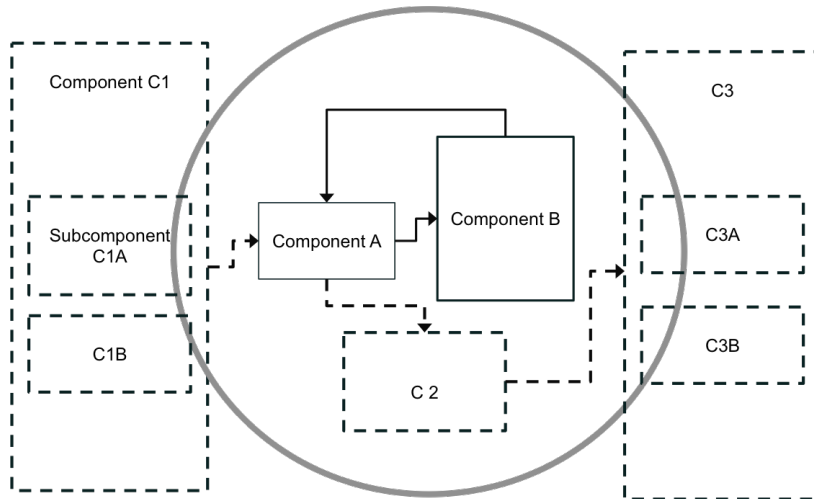 Component C1
C3
Component B
Subcomponent
C1A
Component A
C3A
C1B
C3B
C 2